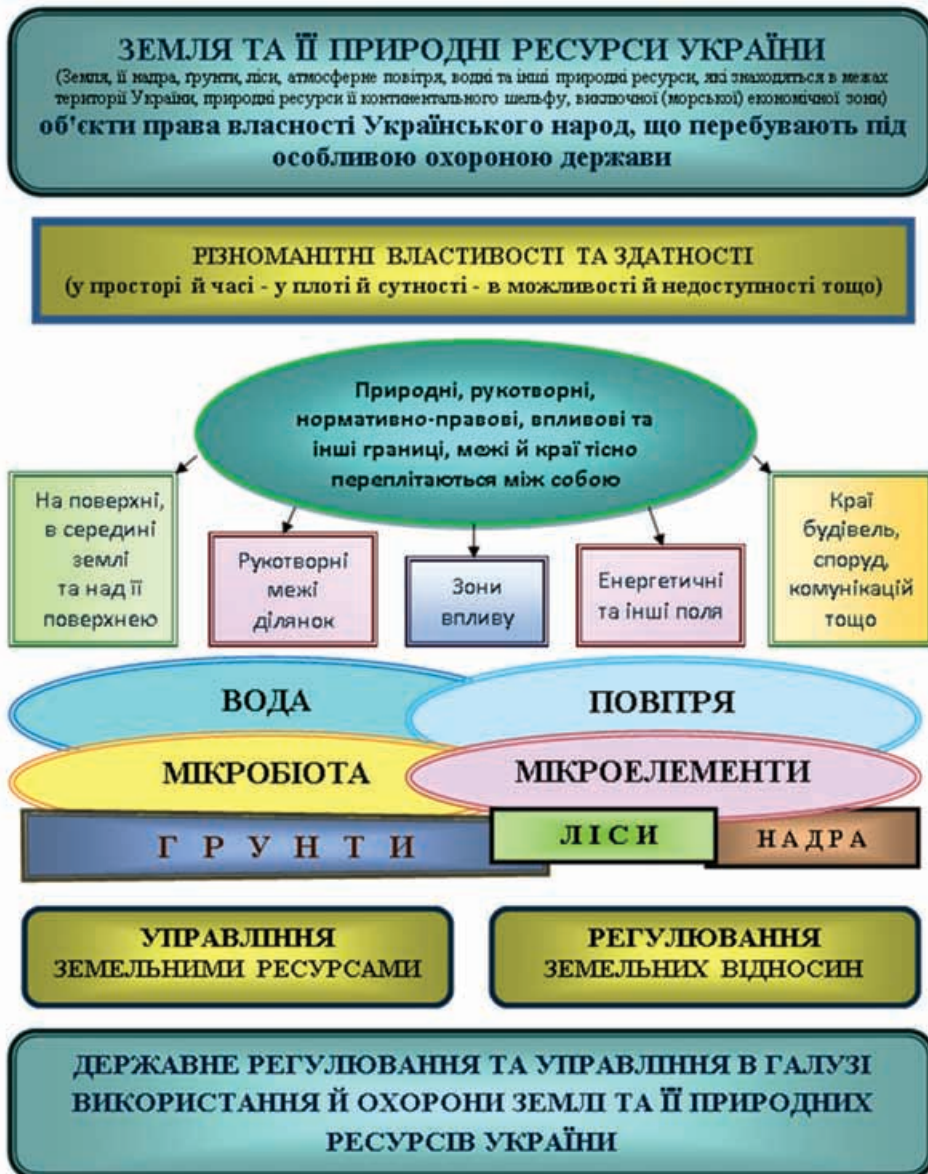 ЗЕМЛЯ ТА ЇЇ ПРИРОДНІ РЕСУРСИ УКРАЇНИ
(Земля, її надра, ґрунти, ліси, атмосферне повітря, водні та інші природні ресурси, які знаходяться в межах
території України, природні ресурси її континентального шельфу, виключної (морської) економічної зони)
об'єкти права власності Українського народ, що перебувають під
особливою охороною держави
РІЗНОМАНІТНІ ВЛАСТИВОСТІ ТА ЗДАТНОСТІ
(у просторі й часі - у плоті й сутності - в можливості й недоступності тощо)
Природні, рукотворні,
нормативно-правові, впливові та
інші границі, межі й краї тісно
переплітаються між собою
На поверхні,
в середині
землі
та над її
поверхнею
Рукотворні
межі
ділянок
Зони
впливу
Енергетичні
та інші поля
Краї
будівель,
споруд,
комунікацій
тощо
ВОДА
ПОВІТРЯ
МІКРОБІОТА
МІКРОЕЛЕМЕНТИ
Г Р У Н Т И
Л І С И
Н А Д Р А
УПРАВЛІННЯ
ЗЕМЕЛЬНИМИ РЕСУРСАМИ
РЕГУЛЮВАННЯ
ЗЕМЕЛЬНИХ ВІДНОСИН
ДЕРЖАВНЕ РЕГУЛЮВАННЯ ТА УПРАВЛІННЯ В ГАЛУЗІ
ВИКОРИСТАННЯ Й ОХОРОНИ ЗЕМЛІ ТА ЇЇ ПРИРОДНИХ
РЕСУРСІВ УКРАЇНИ